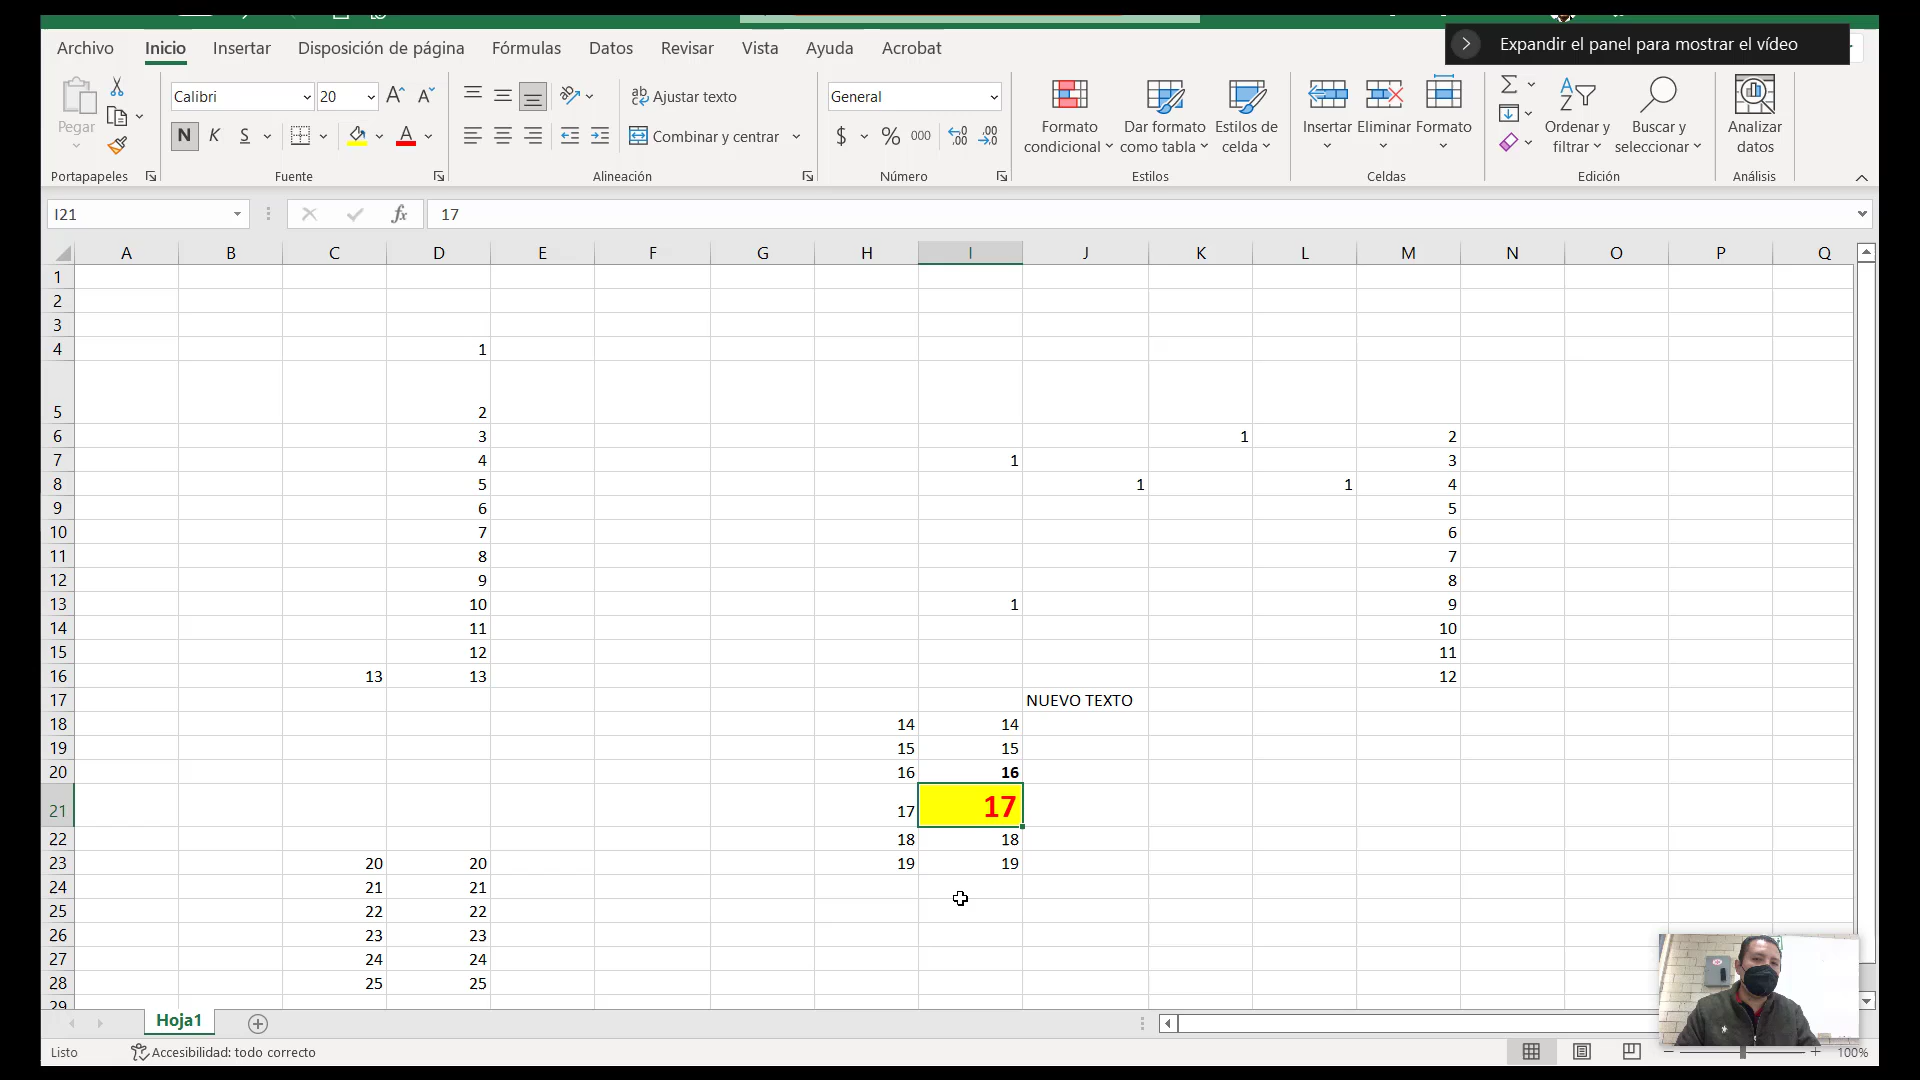 Archivo Inicio Insertar Disposición de página Fórmulas Datos Revisar Vista Ayuda Acrobat
Expandir el panel para mostrar el vídeo
Pegar
Calibri 20
N K S
Ajustar texto
Combinar y centrar
General
$ % 000
Formato condicional
Dar formato como tabla
Estilos de celda
Insertar Eliminar Formato
Ordenar y filtrar
Buscar y seleccionar
Analizar datos
Portapapeles Fuente Alineación Número Estilos Celdas Edición Análisis
I21 fx 17
A B C D E F G H I J K L M N O P Q
1
2
3
4 1
5 2
6 3 1 2
7 4 1 3
8 5 1 1 4
9 6 5
10 7 6
11 8 7
12 9 8
13 10 1 9
14 11 10
15 12 11
16 13 13 12
17 NUEVO TEXTO
18 14 14
19 15 15
20 16 16
21 17 17
22 18 18
23 20 20 19 19
24 21 21
25 22 22
26 23 23
27 24 24
28 25 25
29
Hoja1
Listo Accesibilidad: todo correcto 100%